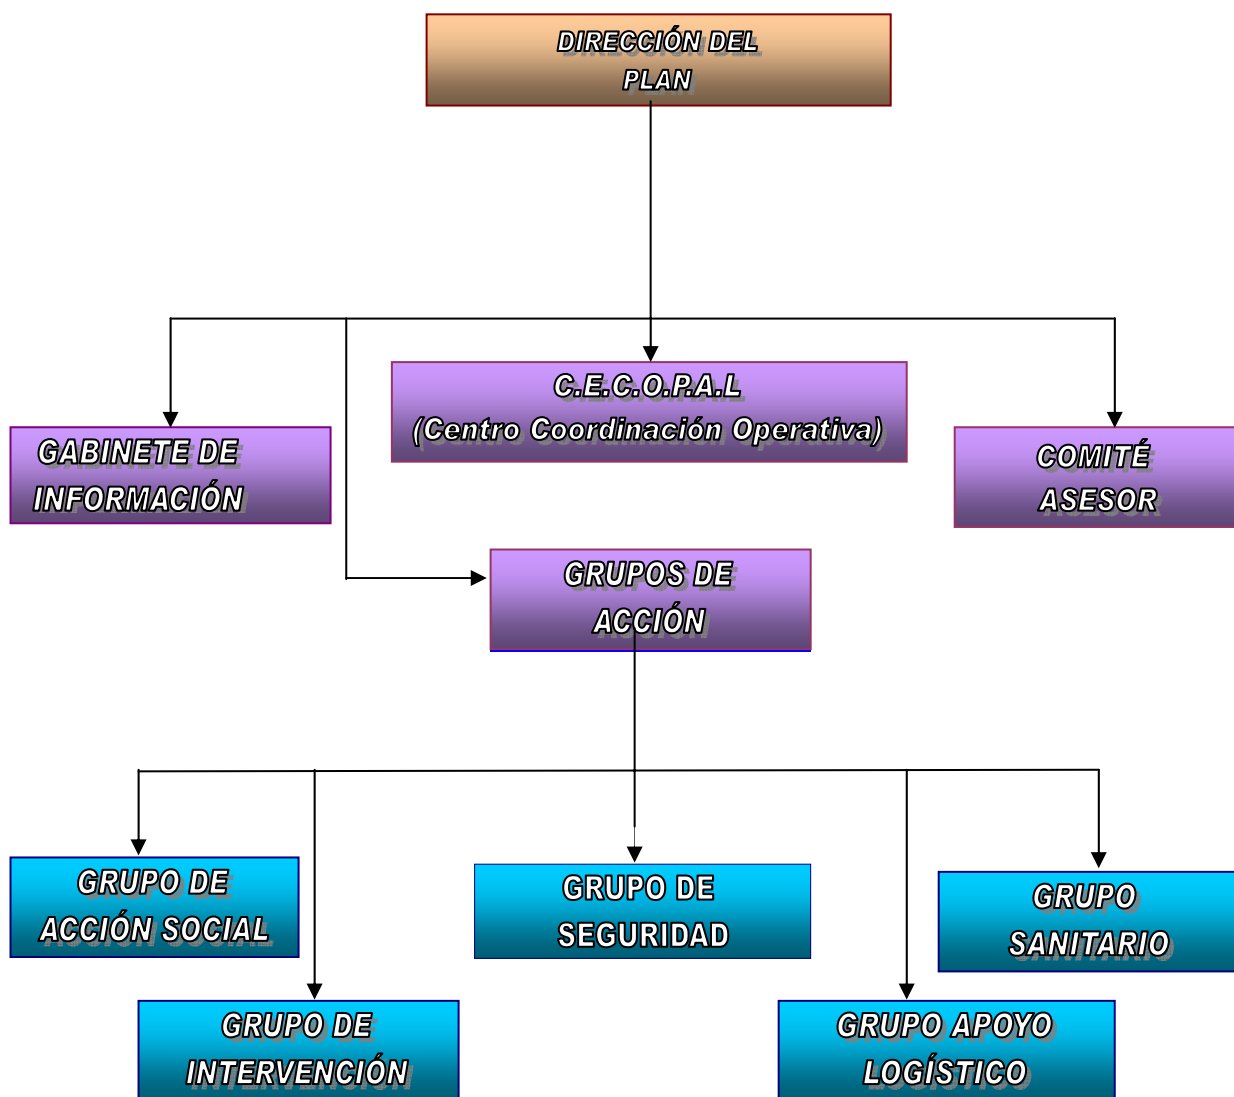 DIRECCIÓN DEL
PLAN
C.E.C.O.P.A.L
(Centro Coordinación Operativa)
GABINETE DE
INFORMACIÓN
COMITÉ
ASESOR
GRUPOS DE
ACCIÓN
GRUPO DE
ACCIÓN SOCIAL
GRUPO DE
SEGURIDAD
GRUPO
SANITARIO
GRUPO DE
INTERVENCIÓN
GRUPO APOYO
LOGÍSTICO